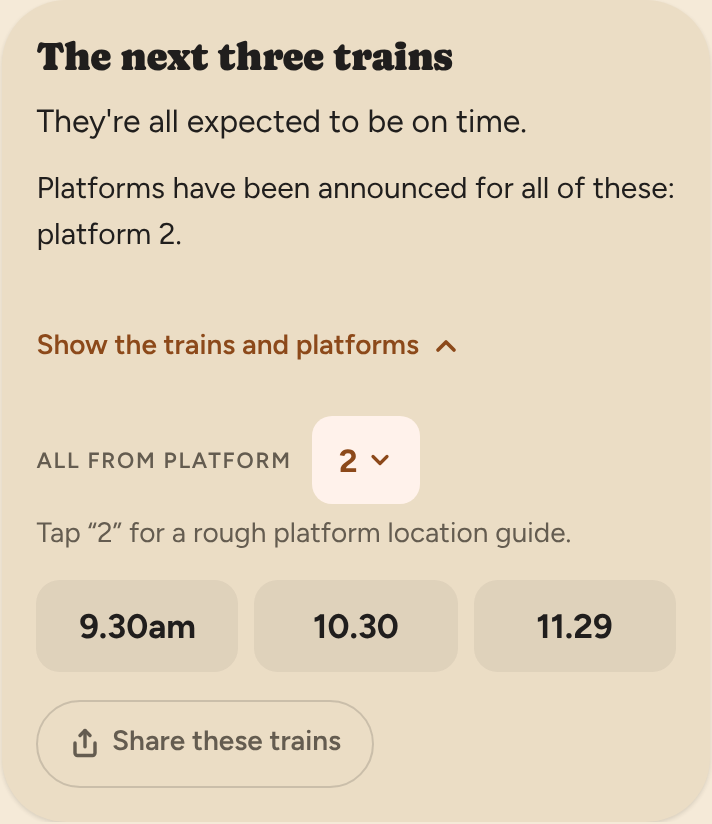 The next three trains
They're all expected to be on time.
Platforms have been announced for all of these:
platform 2.
Show the trains and platforms
ALL FROM PLATFORM 2
Tap “2” for a rough platform location guide.
9.30am 10.30 11.29
Share these trains